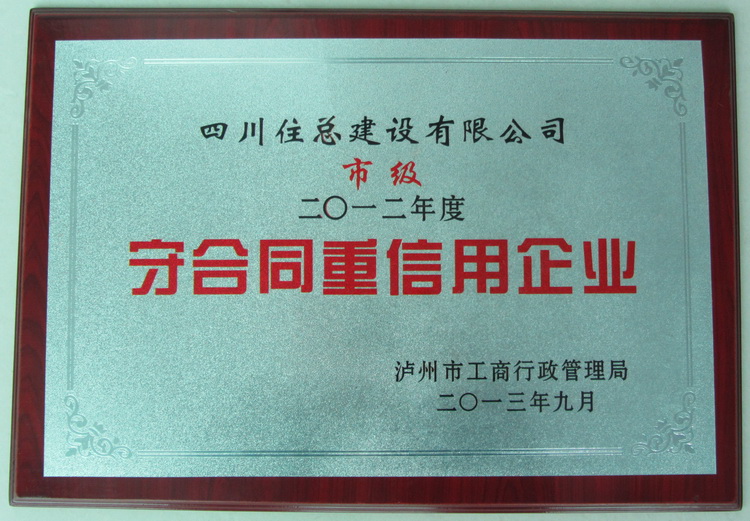 四川住总建设有限公司
市级
二〇一二年度
守合同重信用企业
泸州市工商行政管理局
二〇一三年九月